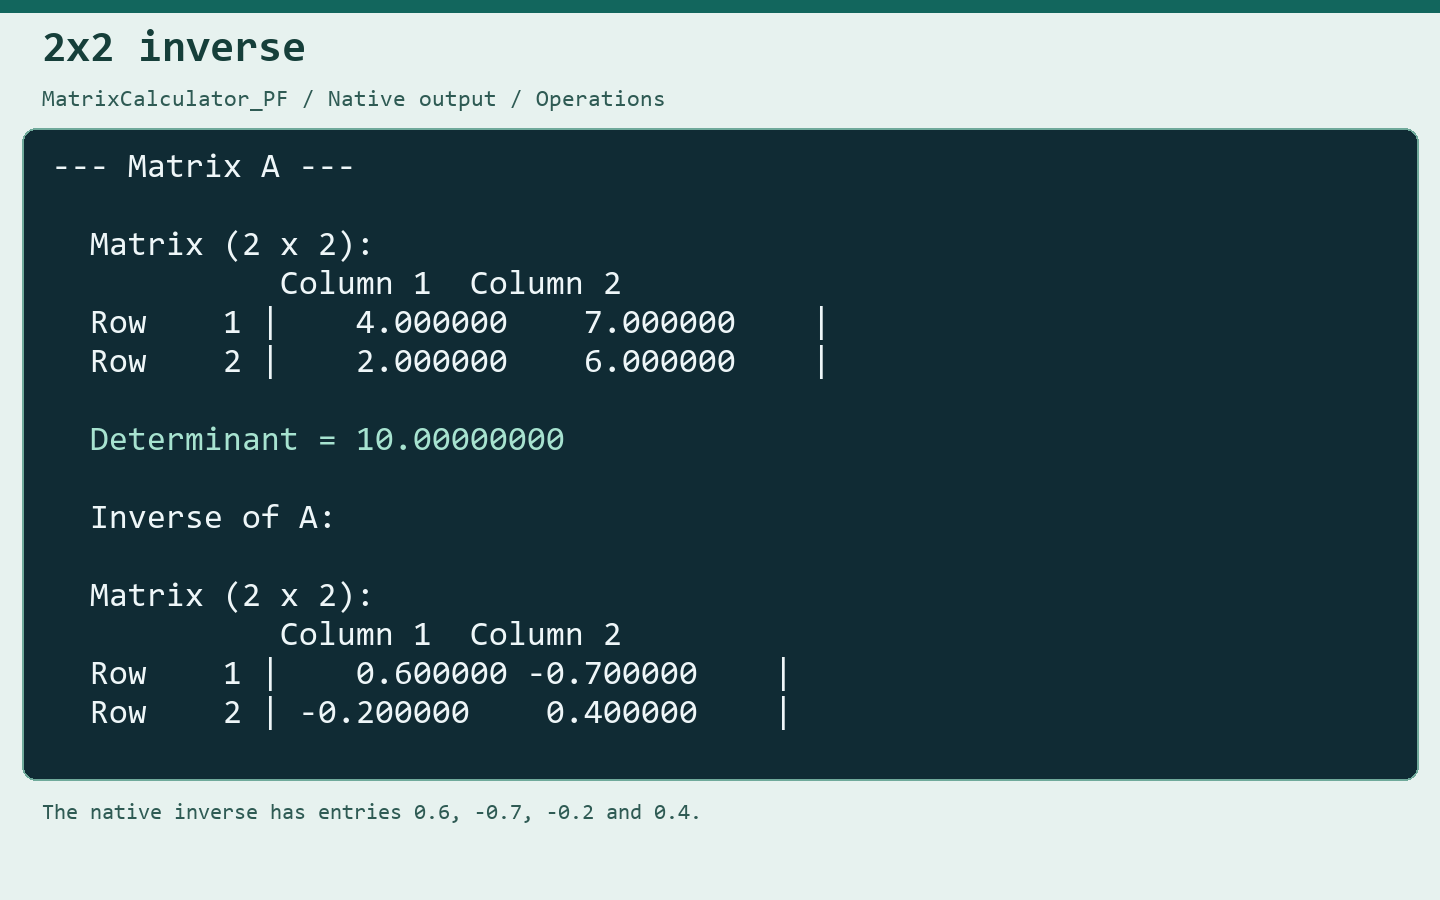 2x2 inverse
MatrixCalculator_PF / Native output / Operations
--- Matrix A ---
Matrix (2 x 2):
Column 1  Column 2
Row    1 |    4.000000    7.000000    |
Row    2 |    2.000000    6.000000    |
Determinant = 10.00000000
Inverse of A:
Matrix (2 x 2):
Column 1  Column 2
Row    1 |    0.600000 -0.700000    |
Row    2 | -0.200000    0.400000    |
The native inverse has entries 0.6, -0.7, -0.2 and 0.4.